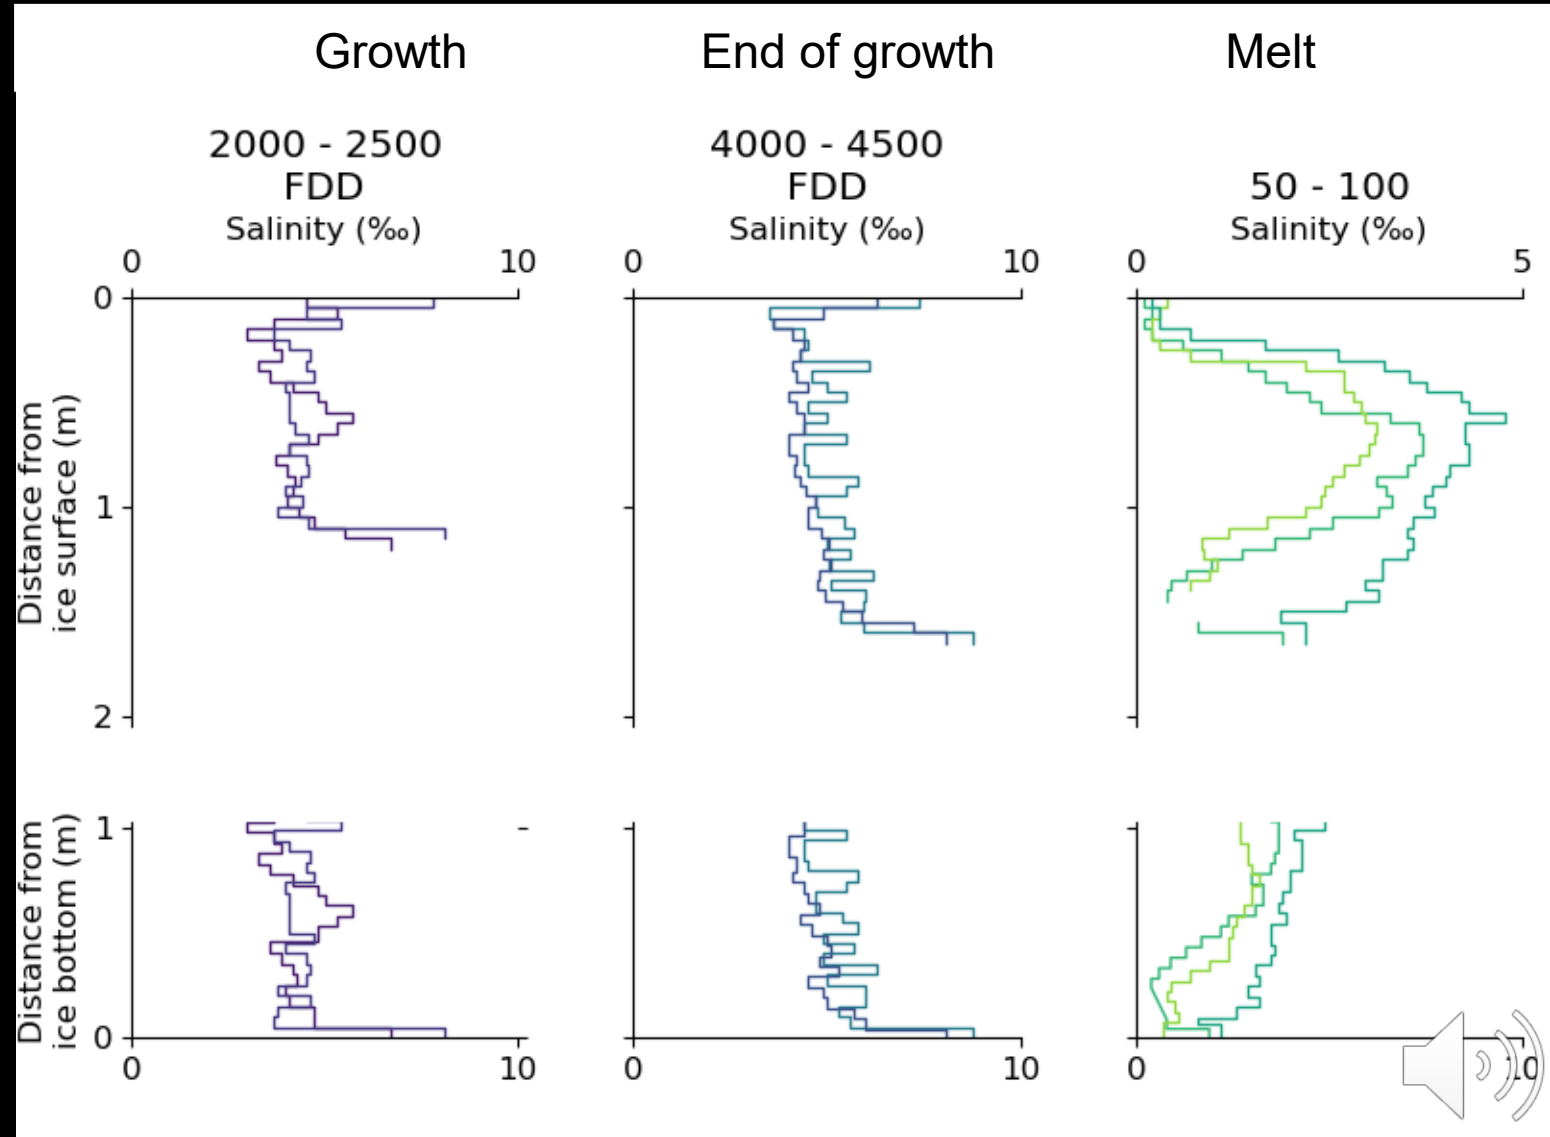 Growth
End of growth
Melt
2000 - 2500
FDD
Salinity (‰)
4000 - 4500
FDD
Salinity (‰)
50 - 100
Salinity (‰)
0
10
0
10
0
5
0
1
2
Distance from
ice surface (m)
1
0
Distance from
ice bottom (m)
0
10
0
10
0
10